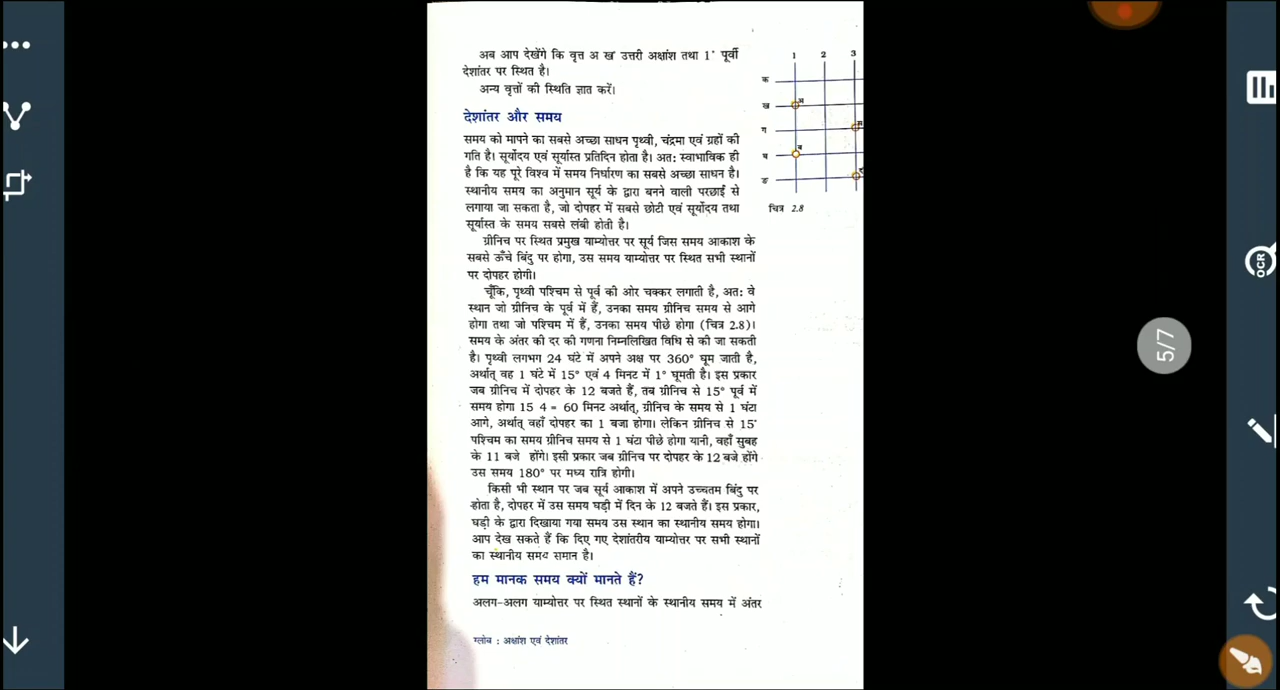 अब आप देखेंगे कि वृत्त अ ख° उत्तरी अक्षांश तथा 1° पूर्वी
देशांतर पर स्थित है।
अन्य वृत्तों की स्थिति ज्ञात करें।
देशांतर और समय
समय को मापने का सबसे अच्छा साधन पृथ्वी, चंद्रमा एवं ग्रहों की
गति है। सूर्योदय एवं सूर्यास्त प्रतिदिन होता है। अतः स्वाभाविक ही
है कि यह पूरे विश्व में समय निर्धारण का सबसे अच्छा साधन है।
स्थानीय समय का अनुमान सूर्य के द्वारा बनने वाली परछाईं से
लगाया जा सकता है, जो दोपहर में सबसे छोटी एवं सूर्योदय तथा
सूर्यास्त के समय सबसे लंबी होती है।
ग्रीनिच पर स्थित प्रमुख याम्योत्तर पर सूर्य जिस समय आकाश के
सबसे ऊँचे बिंदु पर होगा, उस समय याम्योत्तर पर स्थित सभी स्थानों
पर दोपहर होगी।
चूँकि, पृथ्वी पश्चिम से पूर्व की ओर चक्कर लगाती है, अतः वे
स्थान जो ग्रीनिच के पूर्व में हैं, उनका समय ग्रीनिच समय से आगे
होगा तथा जो पश्चिम में हैं, उनका समय पीछे होगा (चित्र 2.8)।
समय के अंतर की दर की गणना निम्नलिखित विधि से की जा सकती
है। पृथ्वी लगभग 24 घंटे में अपने अक्ष पर 360° घूम जाती है,
अर्थात् वह 1 घंटे में 15° एवं 4 मिनट में 1° घूमती है। इस प्रकार
जब ग्रीनिच में दोपहर के 12 बजते हैं, तब ग्रीनिच से 15° पूर्व में
समय होगा 15 4 = 60 मिनट अर्थात्, ग्रीनिच के समय से 1 घंटा
आगे, अर्थात् वहाँ दोपहर का 1 बजा होगा। लेकिन ग्रीनिच से 15°
पश्चिम का समय ग्रीनिच समय से 1 घंटा पीछे होगा यानी, वहाँ सुबह
के 11 बजे होंगे। इसी प्रकार जब ग्रीनिच पर दोपहर के 12 बजे होंगे
उस समय 180° पर मध्य रात्रि होगी।
किसी भी स्थान पर जब सूर्य आकाश में अपने उच्चतम बिंदु पर
होता है, दोपहर में उस समय घड़ी में दिन के 12 बजते हैं। इस प्रकार,
घड़ी के द्वारा दिखाया गया समय उस स्थान का स्थानीय समय होगा।
आप देख सकते हैं कि दिए गए देशांतरीय याम्योत्तर पर सभी स्थानों
का स्थानीय समय समान है।
हम मानक समय क्यों मानते हैं?
अलग-अलग याम्योत्तर पर स्थित स्थानों के स्थानीय समय में अंतर
ग्लोब : अक्षांश एवं देशांतर
1 2 3
क
ख अ
ग
घ ब
ङ
चित्र 2.8
OCR
5/7